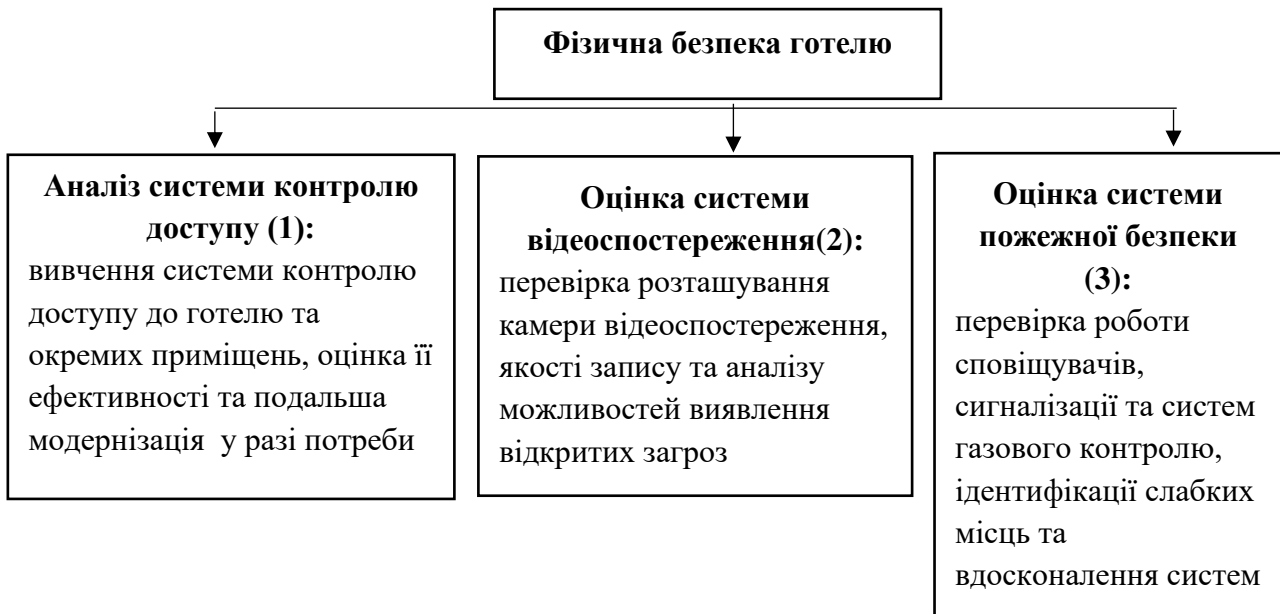 Фізична безпека готелю
Аналіз системи контролю
доступу (1):
вивчення системи контролю
доступу до готелю та
окремих приміщень, оцінка її
ефективності та подальша
модернізація у разі потреби
Оцінка системи
відеоспостереження(2):
перевірка розташування
камери відеоспостереження,
якості запису та аналізу
можливостей виявлення
відкритих загроз
Оцінка системи
пожежної безпеки
(3):
перевірка роботи
сповіщувачів,
сигналізації та систем
газового контролю,
ідентифікації слабких
місць та
вдосконалення систем